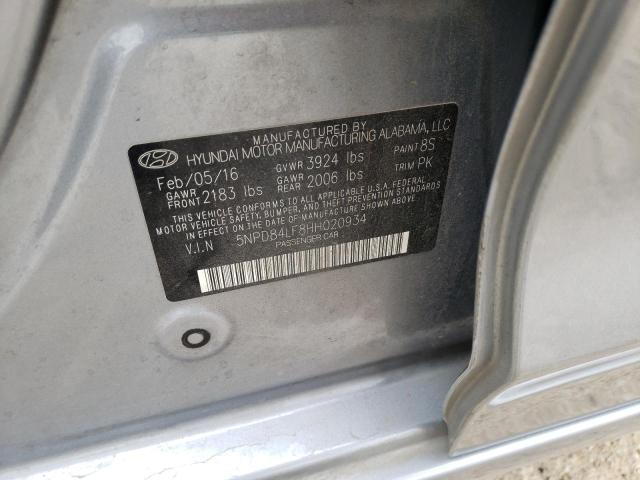 MANUFACTURED BY
HYUNDAI MOTOR MANUFACTURING ALABAMA, LLC
Feb/05/16 GVWR 3924 lbs PAINT 8S
GAWR FRONT 2183 lbs GAWR REAR 2006 lbs TRIM PK
THIS VEHICLE CONFORMS TO ALL APPLICABLE U.S.A. FEDERAL
MOTOR VEHICLE SAFETY, BUMPER, AND THEFT PREVENTION STANDARDS
IN EFFECT ON THE DATE OF MANUFACTURE SHOWN ABOVE.
V.I.N 5NPD84LF8HH020934
PASSENGER CAR